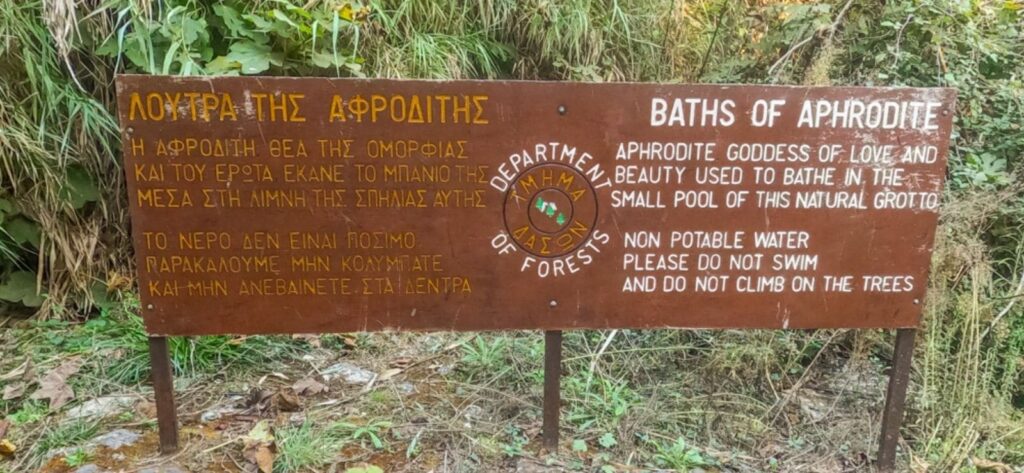 ΛΟΥΤΡΑ ΤΗΣ ΑΦΡΟΔΙΤΗΣ
Η ΑΦΡΟΔΙΤΗ ΘΕΑ ΤΗΣ ΟΜΟΡΦΙΑΣ
ΚΑΙ ΤΟΥ ΕΡΩΤΑ ΕΚΑΝΕ ΤΟ ΜΠΑΝΙΟ ΤΗΣ
ΜΕΣΑ ΣΤΗ ΛΙΜΝΗ ΤΗΣ ΣΠΗΛΙΑΣ ΑΥΤΗΣ
ΤΟ ΝΕΡΟ ΔΕΝ ΕΙΝΑΙ ΠΟΣΙΜΟ.
ΠΑΡΑΚΑΛΟΥΜΕ ΜΗΝ ΚΟΛΥΜΠΑΤΕ
ΚΑΙ ΜΗΝ ΑΝΕΒΑΙΝΕΤΕ ΣΤΑ ΔΕΝΤΡΑ
DEPARTMENT
OF FORESTS
ΤΜΗΜΑ
ΔΑΣΩΝ
BATHS OF APHRODITE
APHRODITE GODDESS OF LOVE AND
BEAUTY USED TO BATHE IN THE
SMALL POOL OF THIS NATURAL GROTTO
NON POTABLE WATER
PLEASE DO NOT SWIM
AND DO NOT CLIMB ON THE TREES